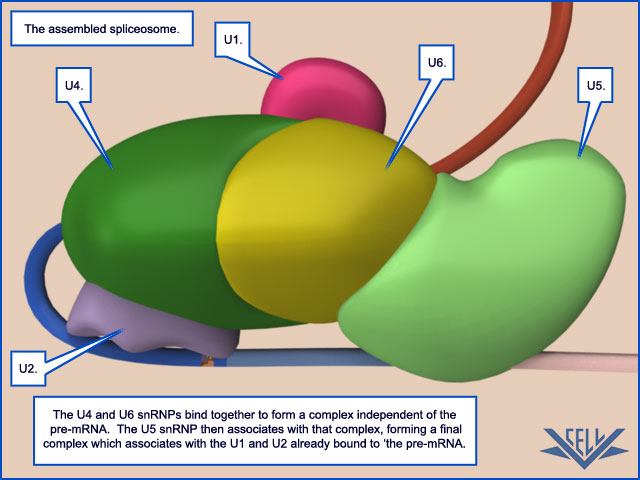 The assembled spliceosome.
U1.
U4.
U6.
U5.
U2.
The U4 and U6 snRNPs bind together to form a complex independent of the
pre-mRNA.  The U5 snRNP then associates with that complex, forming a final
complex which associates with the U1 and U2 already bound to 'the pre-mRNA.
CELL